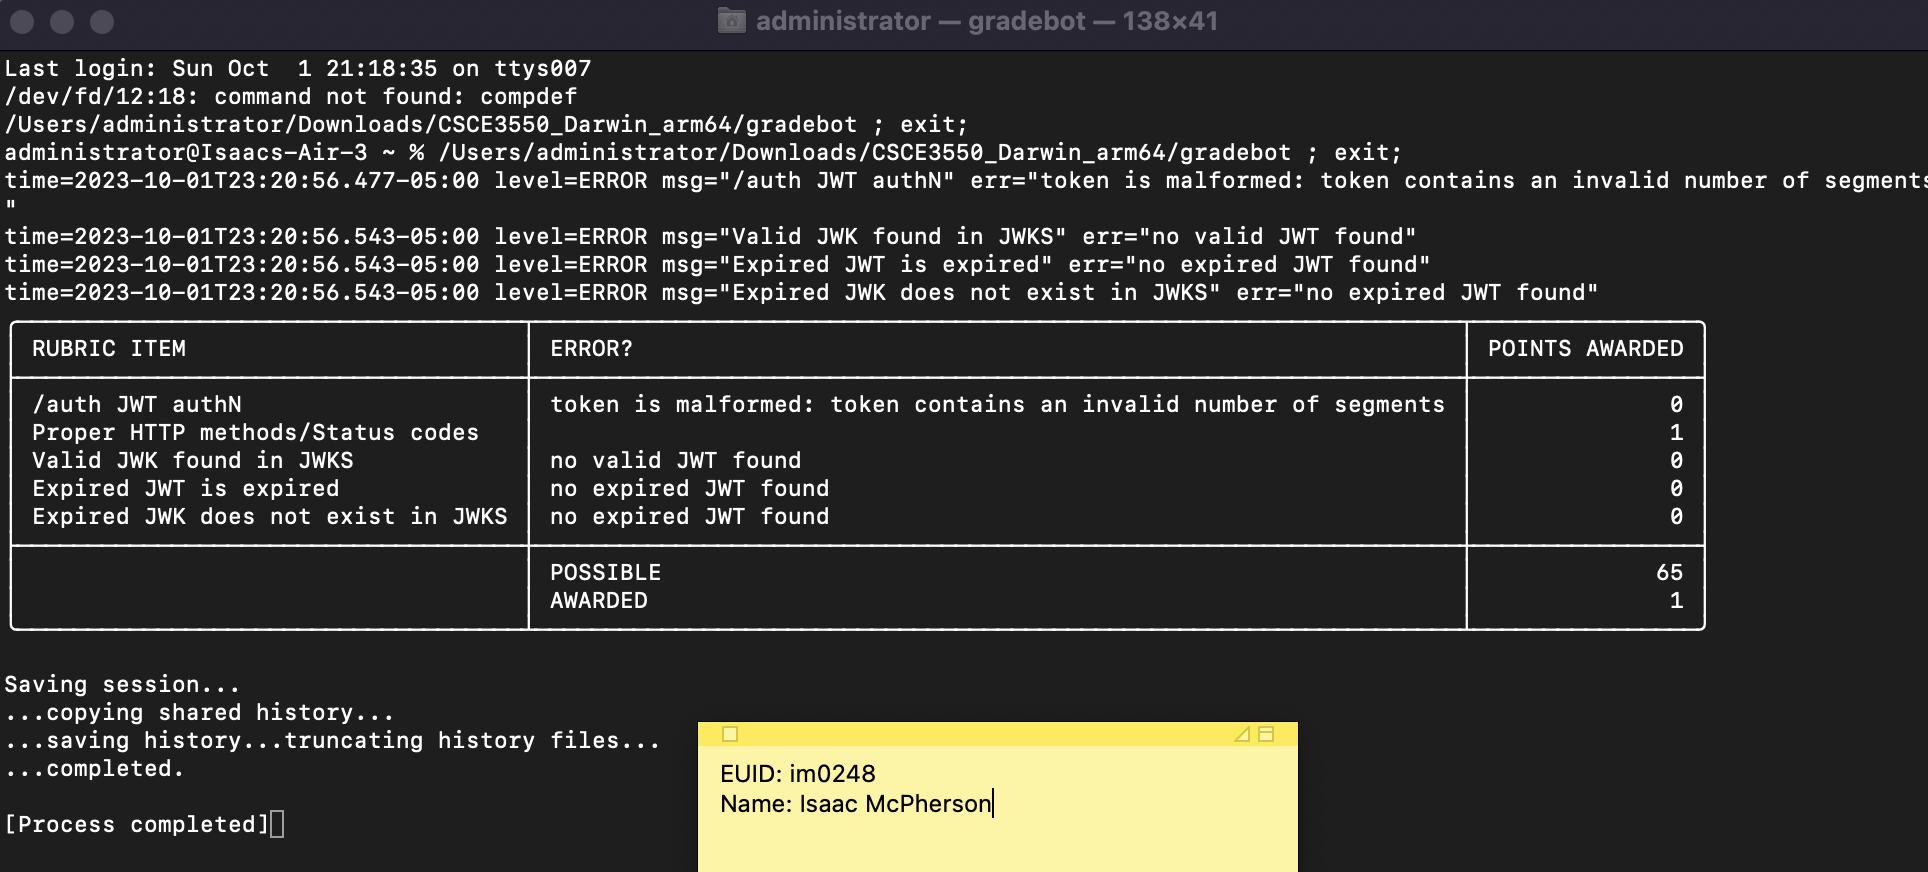 administrator — gradebot — 138×41
Last login: Sun Oct  1 21:18:35 on ttys007
/dev/fd/12:18: command not found: compdef
/Users/administrator/Downloads/CSCE3550_Darwin_arm64/gradebot ; exit;
administrator@Isaacs-Air-3 ~ % /Users/administrator/Downloads/CSCE3550_Darwin_arm64/gradebot ; exit;
time=2023-10-01T23:20:56.477-05:00 level=ERROR msg="/auth JWT authN" err="token is malformed: token contains an invalid number of segments
"
time=2023-10-01T23:20:56.543-05:00 level=ERROR msg="Valid JWK found in JWKS" err="no valid JWT found"
time=2023-10-01T23:20:56.543-05:00 level=ERROR msg="Expired JWT is expired" err="no expired JWT found"
time=2023-10-01T23:20:56.543-05:00 level=ERROR msg="Expired JWK does not exist in JWKS" err="no expired JWT found"
RUBRIC ITEM ERROR? POINTS AWARDED
/auth JWT authN token is malformed: token contains an invalid number of segments 0
Proper HTTP methods/Status codes 1
Valid JWK found in JWKS no valid JWT found 0
Expired JWT is expired no expired JWT found 0
Expired JWK does not exist in JWKS no expired JWT found 0
POSSIBLE 65
AWARDED 1
Saving session...
...copying shared history...
...saving history...truncating history files...
...completed.
[Process completed]
EUID: im0248
Name: Isaac McPherson